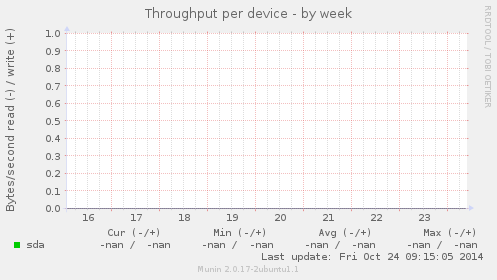 Throughput per device - by week
RRDTOOL / TOBI OETIKER
Bytes/second read (-) / write (+)
1.0
0.9
0.8
0.7
0.6
0.5
0.4
0.3
0.2
0.1
0.0
16 17 18 19 20 21 22 23
Cur (-/+) Min (-/+) Avg (-/+) Max (-/+)
sda -nan / -nan -nan / -nan -nan / -nan -nan / -nan
Last update: Fri Oct 24 09:15:05 2014
Munin 2.0.17-2ubuntu1.1